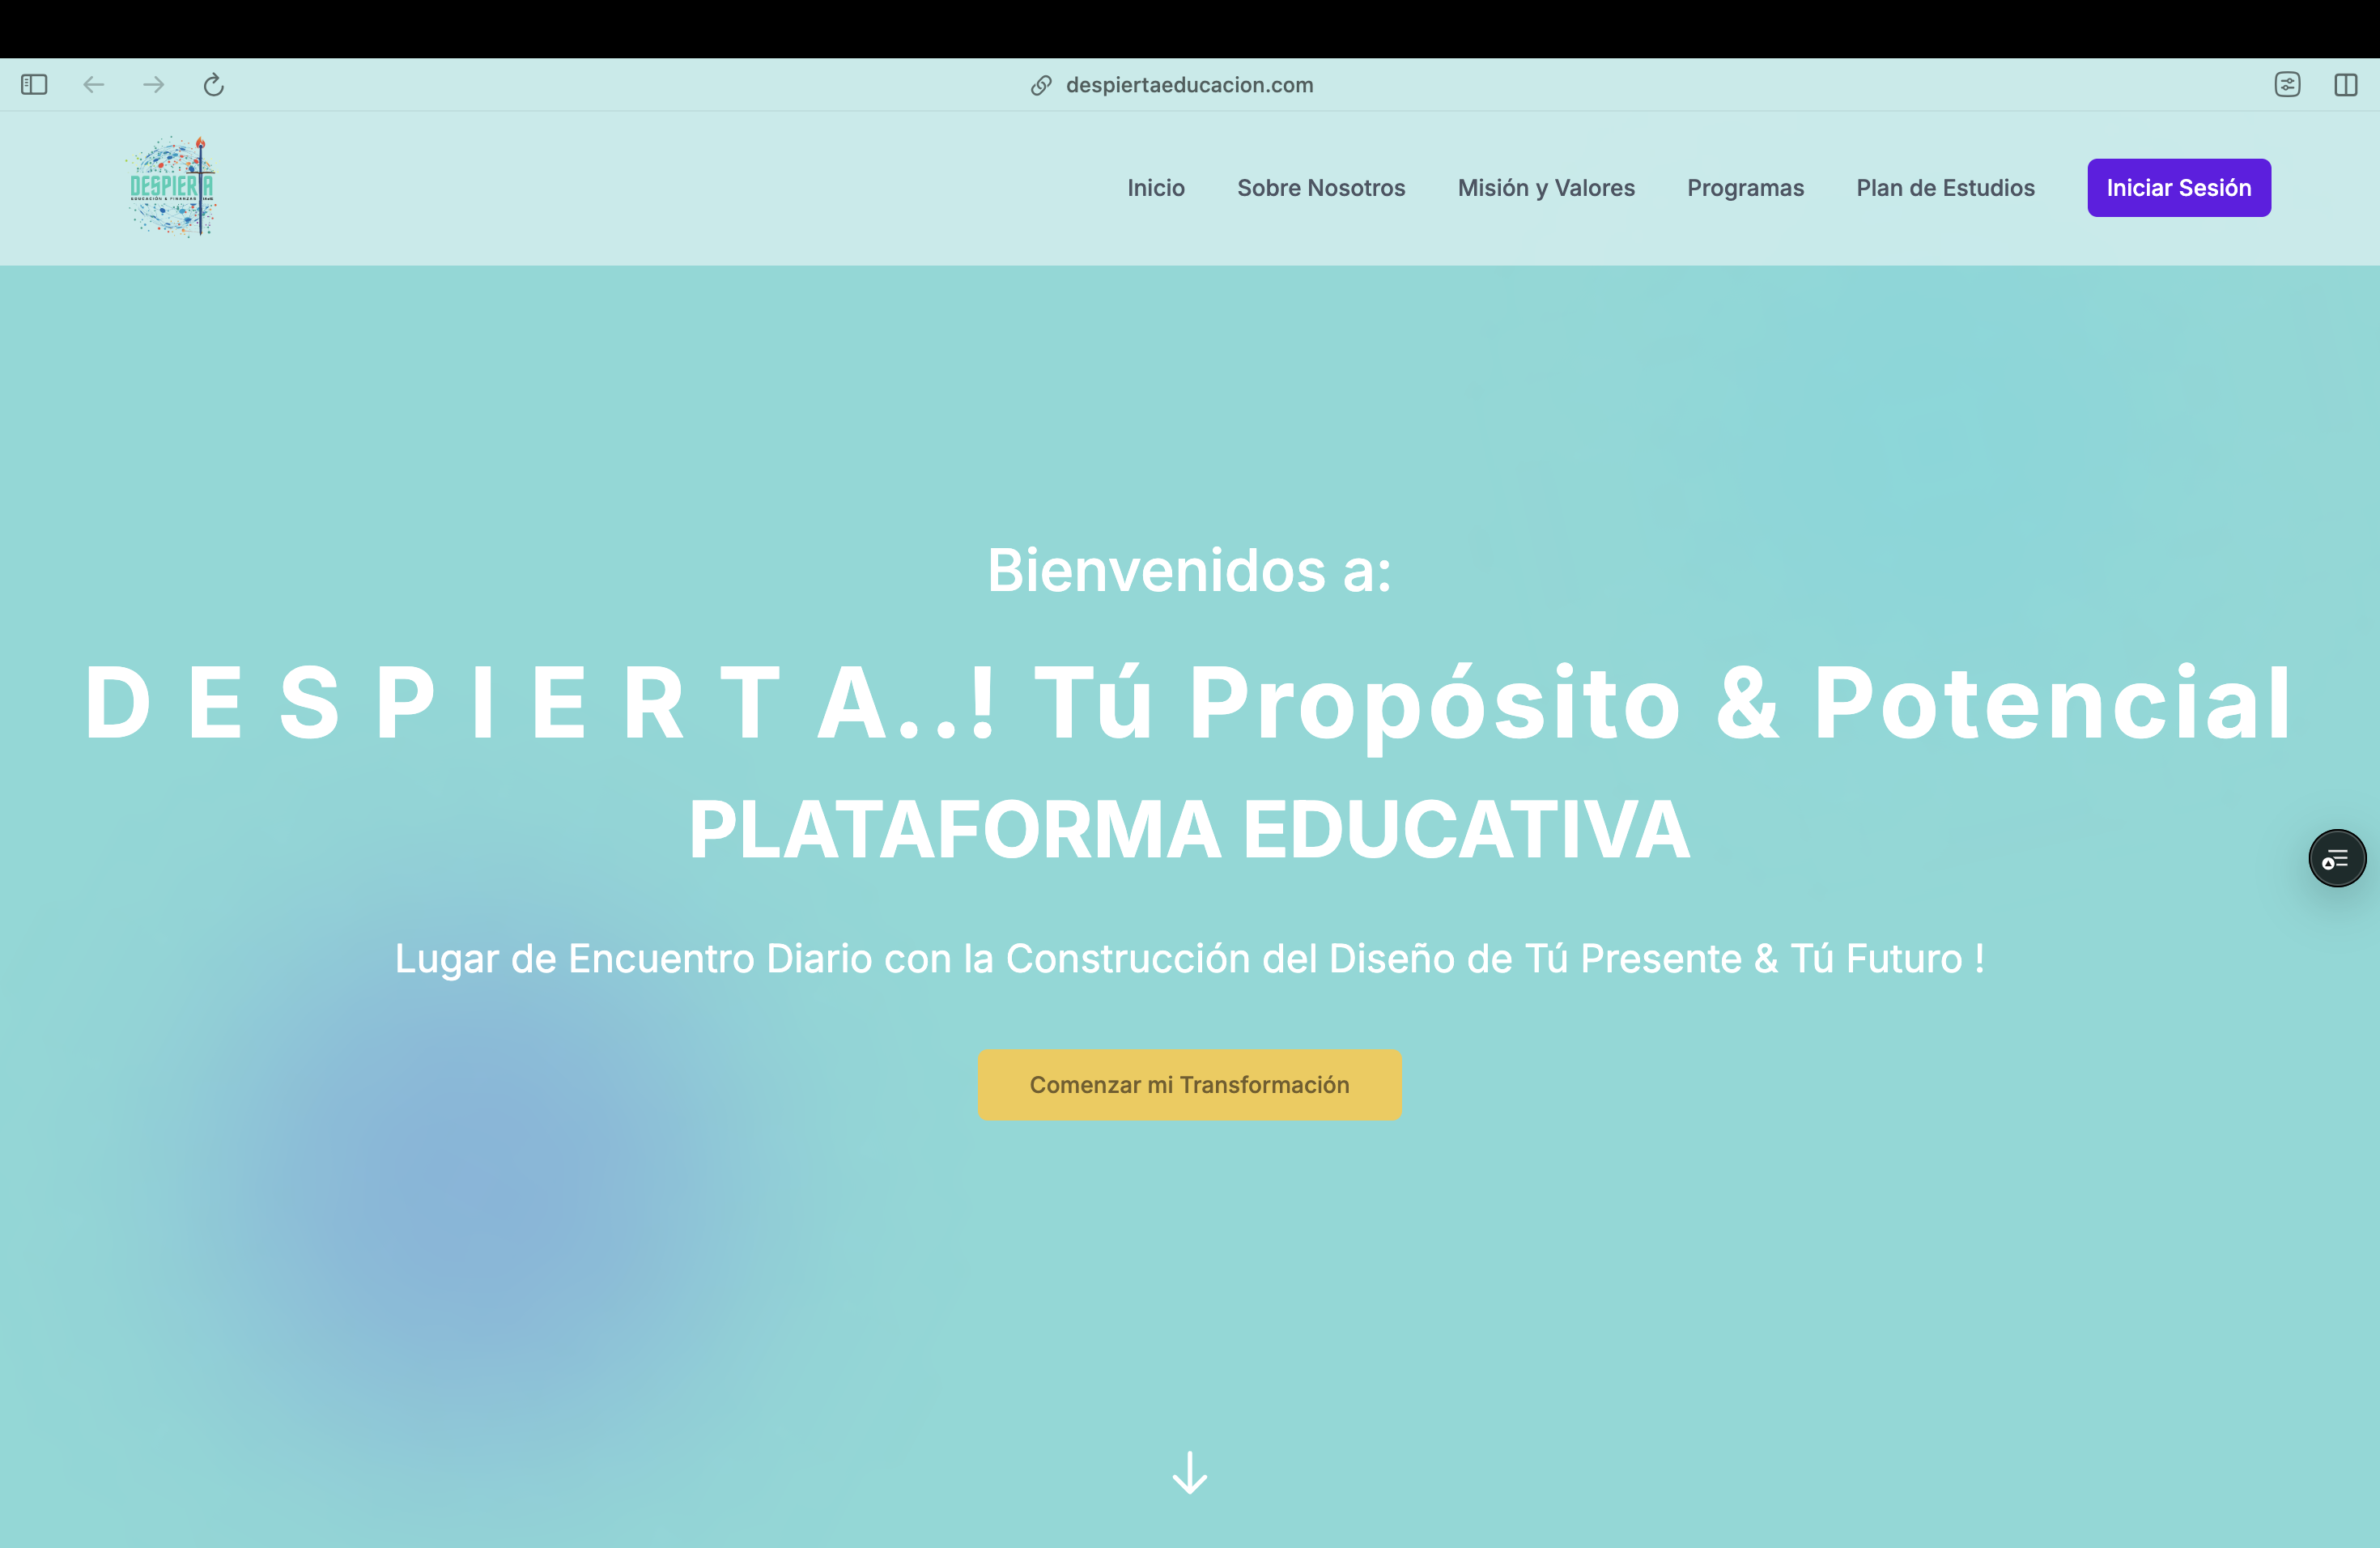 despiertaeducacion.com
DESPIERTA
Inicio Sobre Nosotros Misión y Valores Programas Plan de Estudios Iniciar Sesión
Bienvenidos a:
D E S P I E R T A..! Tú Propósito & Potencial
PLATAFORMA EDUCATIVA
Lugar de Encuentro Diario con la Construcción del Diseño de Tú Presente & Tú Futuro !
Comenzar mi Transformación